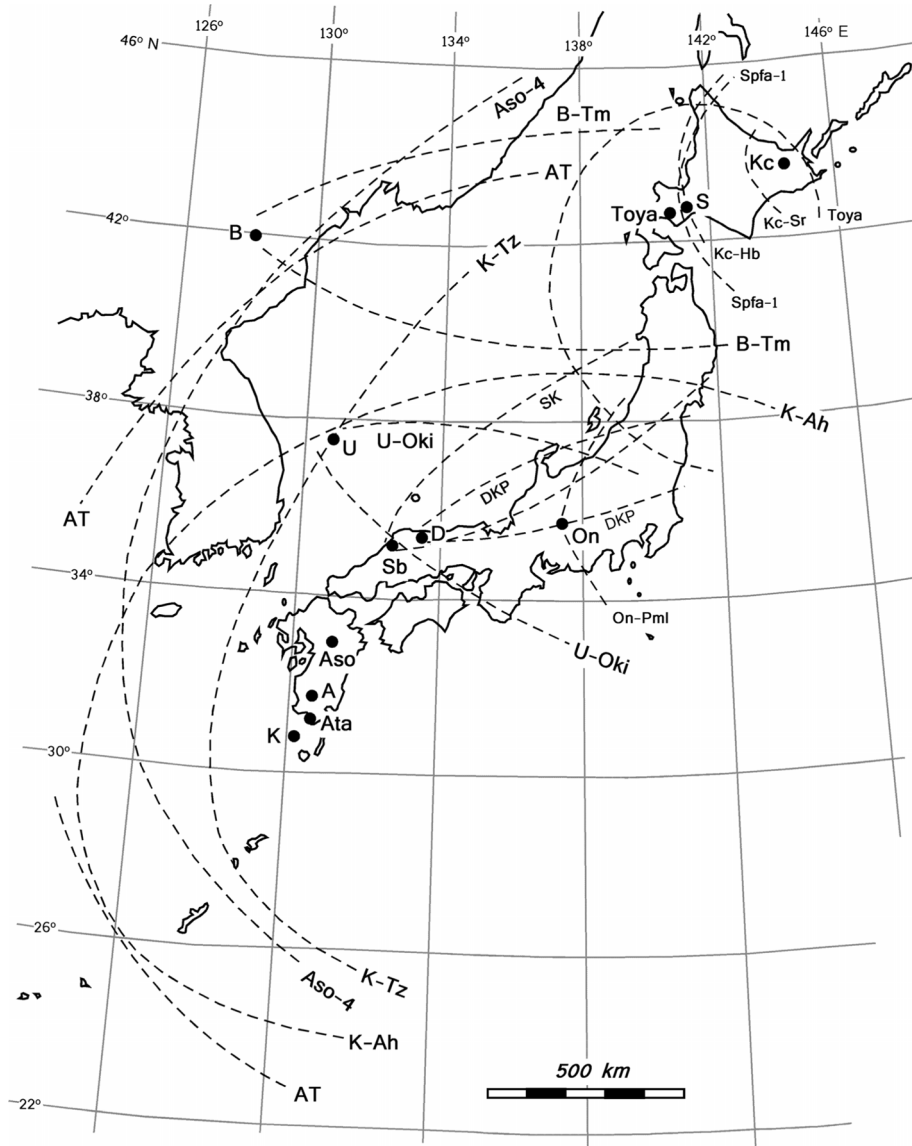 126° 130° 134° 138° 142° 146° E
46° N
Aso-4
Spfa-1
B-Tm
AT
Kc
42°
B
Toya
S
Kc-Sr
Toya
K-Tz
Kc-Hb
Spfa-1
B-Tm
38°
SK
K-Ah
U
U-Oki
DKP
AT
DKP
D
On
Sb
34°
On-PmI
U-Oki
Aso
A
Ata
K
30°
26°
K-Tz
Aso-4
K-Ah
500 km
AT
22°